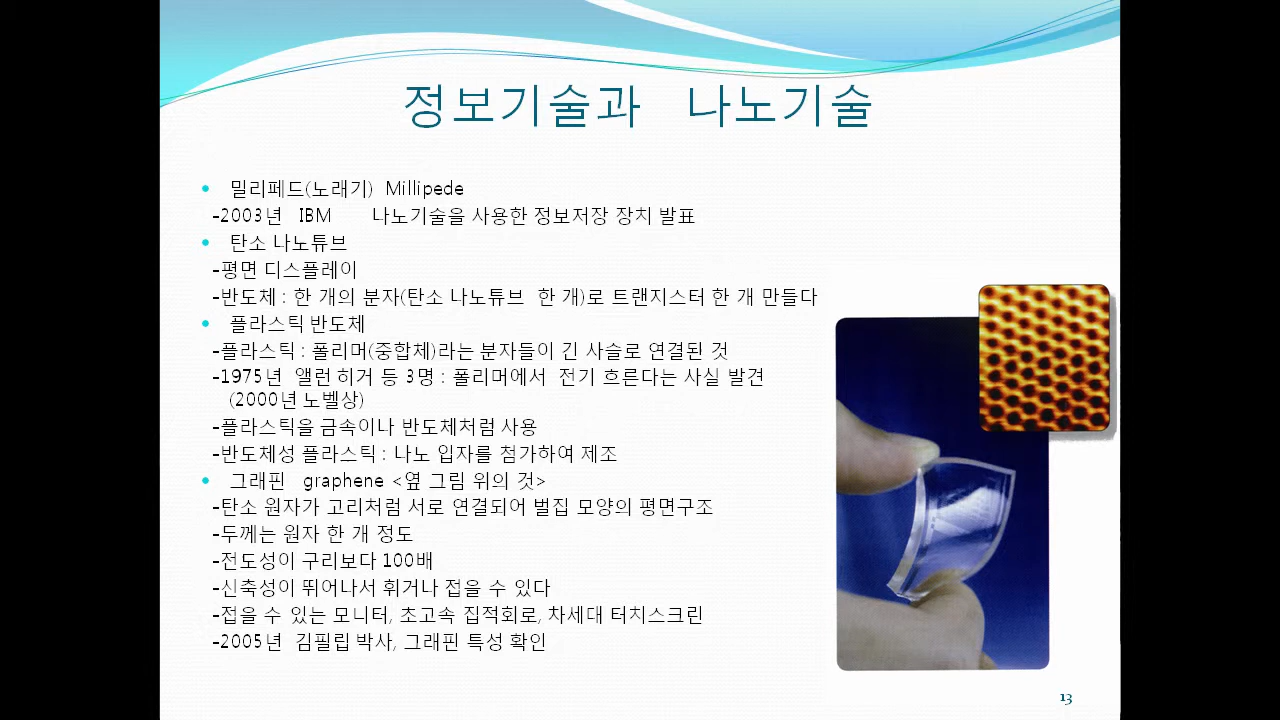 정보기술과 나노기술
• 밀리페드(노래기) Millipede
-2003년 IBM 나노기술을 사용한 정보저장 장치 발표
• 탄소 나노튜브
-평면 디스플레이
-반도체 : 한 개의 분자(탄소 나노튜브 한 개)로 트랜지스터 한 개 만들다
• 플라스틱 반도체
-플라스틱 : 폴리머(중합체)라는 분자들이 긴 사슬로 연결된 것
-1975년 앨런 히거 등 3명 : 폴리머에서 전기 흐른다는 사실 발견
(2000년 노벨상)
-플라스틱을 금속이나 반도체처럼 사용
-반도체성 플라스틱 : 나노 입자를 첨가하여 제조
• 그래핀 graphene <옆 그림 위의 것>
-탄소 원자가 고리처럼 서로 연결되어 벌집 모양의 평면구조
-두께는 원자 한 개 정도
-전도성이 구리보다 100배
-신축성이 뛰어나서 휘거나 접을 수 있다
-접을 수 있는 모니터, 초고속 집적회로, 차세대 터치스크린
-2005년 김필립 박사, 그래핀 특성 확인
13